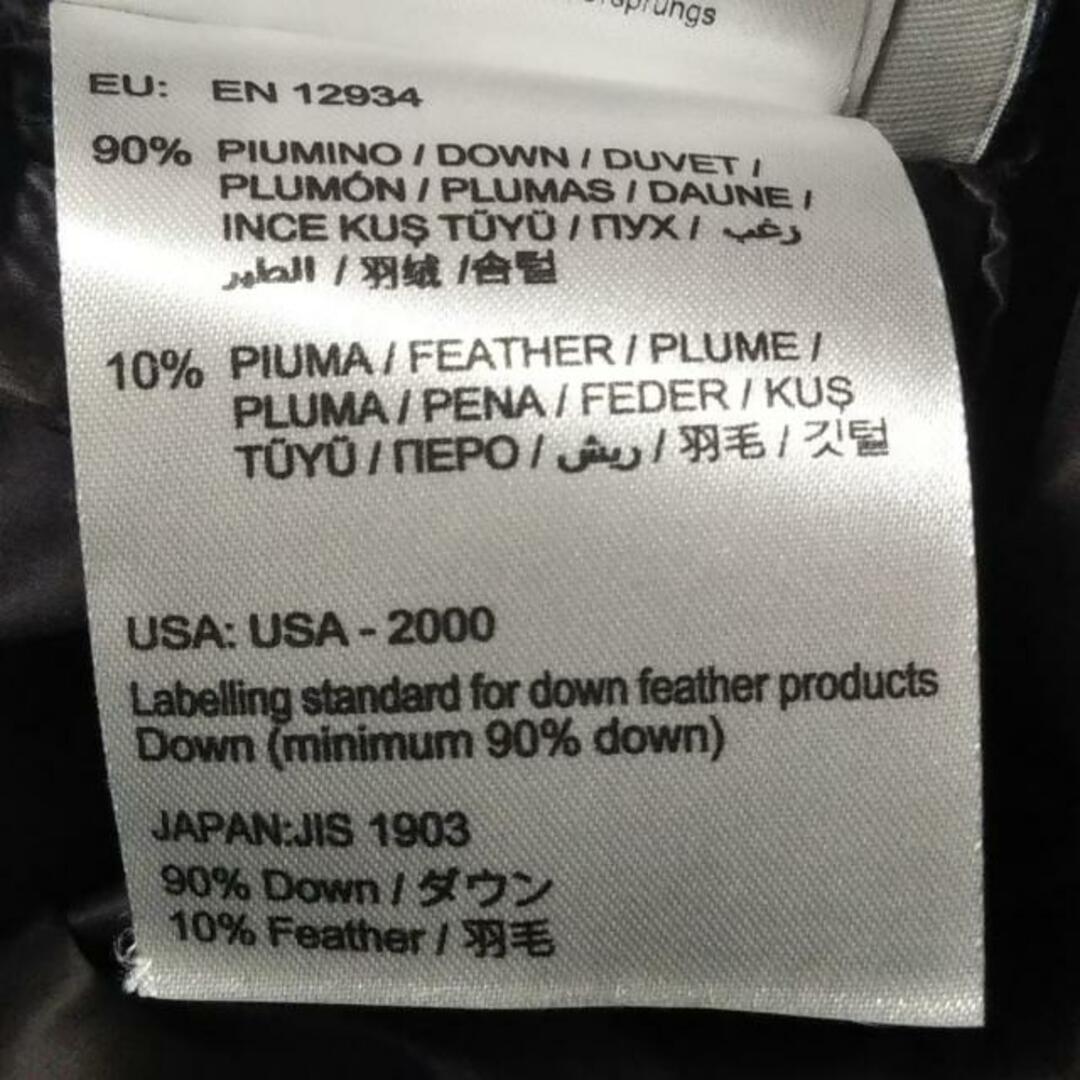 EU: EN 12934
90% PIUMINO / DOWN / DUVET /
PLUMÓN / PLUMAS / DAUNE /
INCE KUŞ TÜYÜ / ПУХ / زغب
الطيور / 羽绒 / 솜털
10% PIUMA / FEATHER / PLUME /
PLUMA / PENA / FEDER / KUŞ
TÜYÜ / ПЕРО / ريش / 羽毛 / 깃털
USA: USA - 2000
Labelling standard for down feather products
Down (minimum 90% down)
JAPAN:JIS 1903
90% Down / ダウン
10% Feather / 羽毛